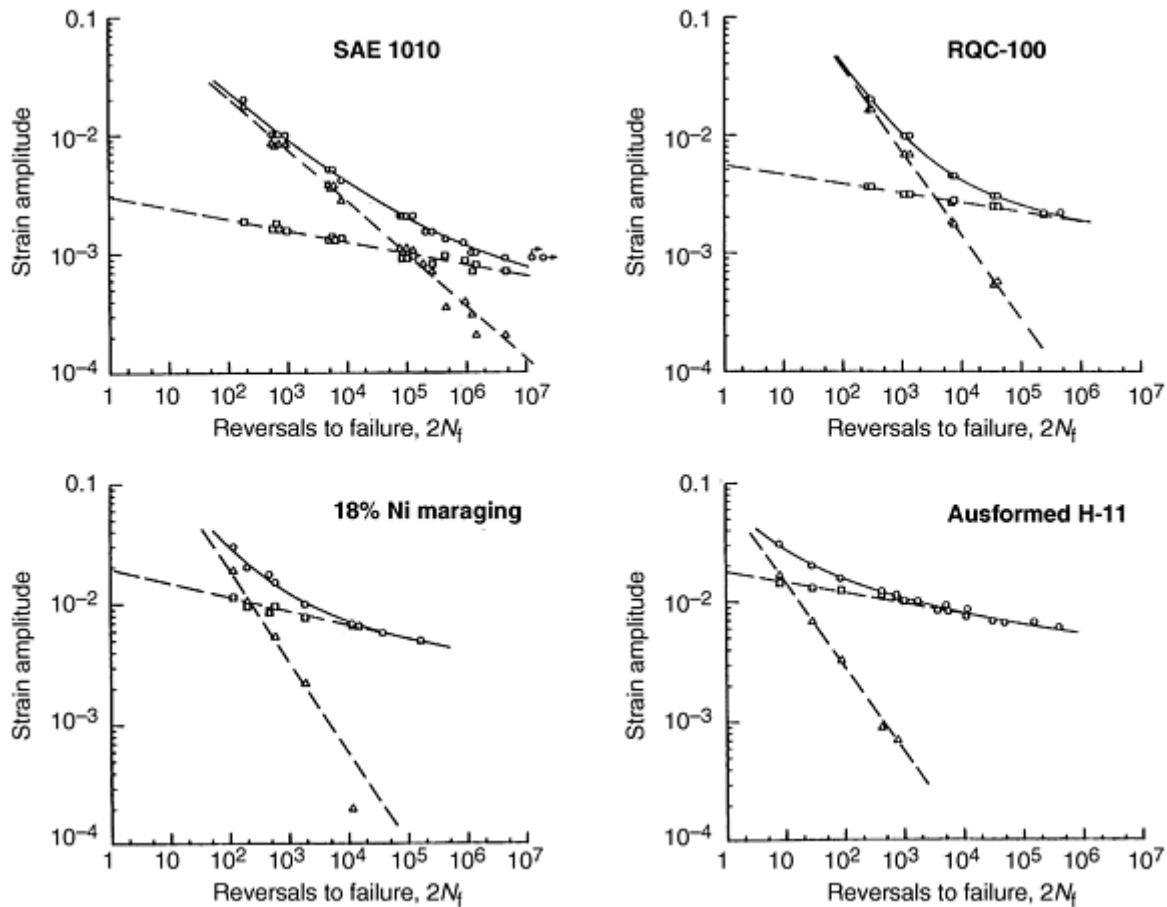 SAE 1010
0.1
10⁻²
10⁻³
10⁻⁴
Strain amplitude
1 10 10² 10³ 10⁴ 10⁵ 10⁶ 10⁷
Reversals to failure, 2Nf
RQC-100
0.1
10⁻²
10⁻³
10⁻⁴
Strain amplitude
1 10 10² 10³ 10⁴ 10⁵ 10⁶ 10⁷
Reversals to failure, 2Nf
18% Ni maraging
0.1
10⁻²
10⁻³
10⁻⁴
Strain amplitude
1 10 10² 10³ 10⁴ 10⁵ 10⁶ 10⁷
Reversals to failure, 2Nf
Ausformed H-11
0.1
10⁻²
10⁻³
10⁻⁴
Strain amplitude
1 10 10² 10³ 10⁴ 10⁵ 10⁶ 10⁷
Reversals to failure, 2Nf